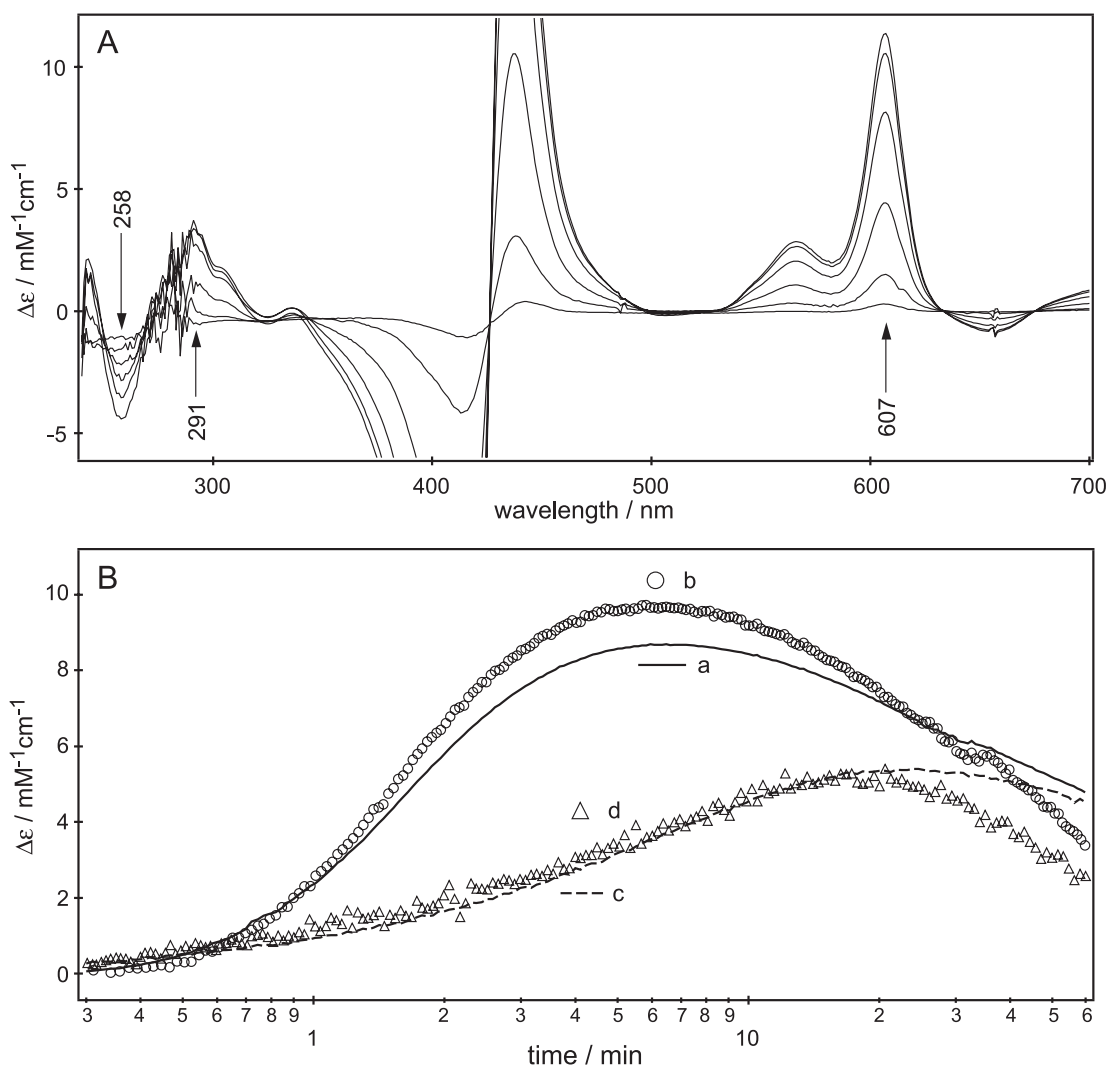 A
10
5
0
-5
Δε / mM⁻¹cm⁻¹
258
291
607
300
400
500
600
700
wavelength / nm
B
10
8
6
4
2
0
Δε / mM⁻¹cm⁻¹
b
a
d
c
3 4 5 6 7 8 9 2 3 4 5 6 7 8 9 2 3 4 5 6
1 10
time / min